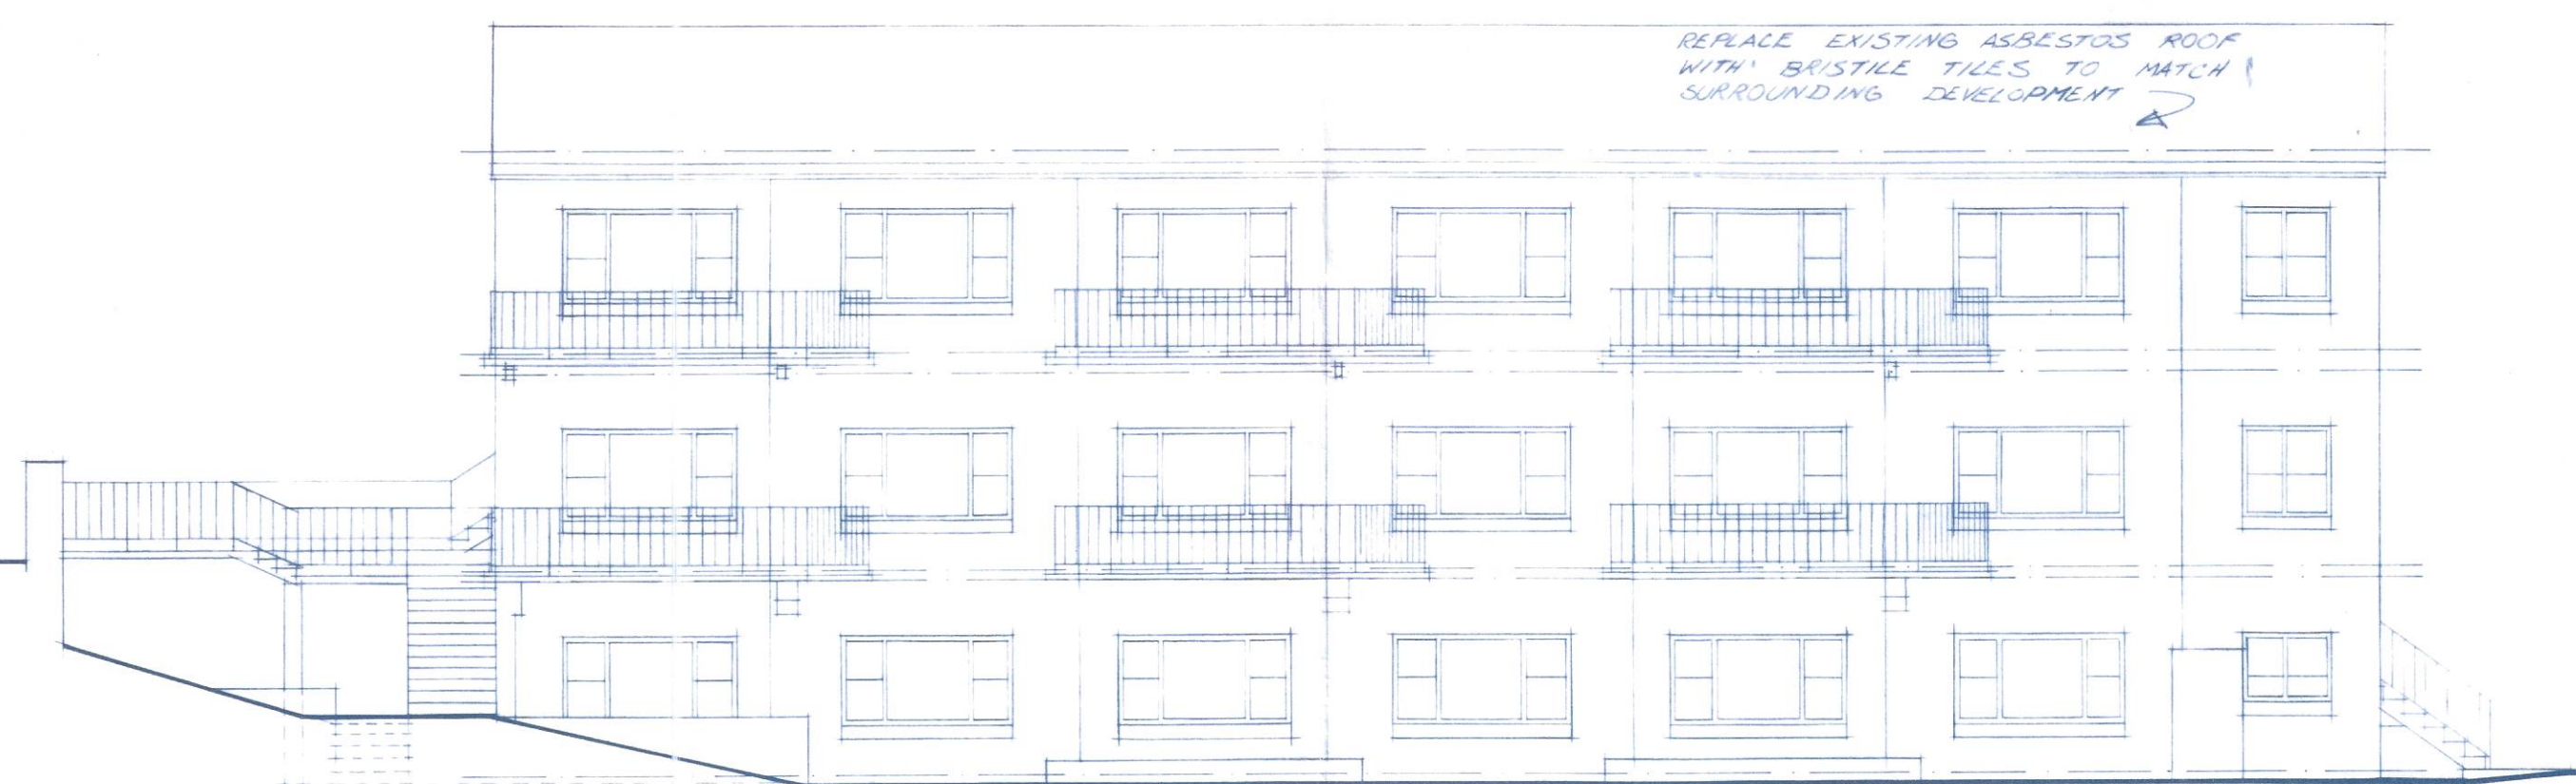 REPLACE EXISTING ASBESTOS ROOF
WITH BRISTILE TILES TO MATCH
SURROUNDING DEVELOPMENT